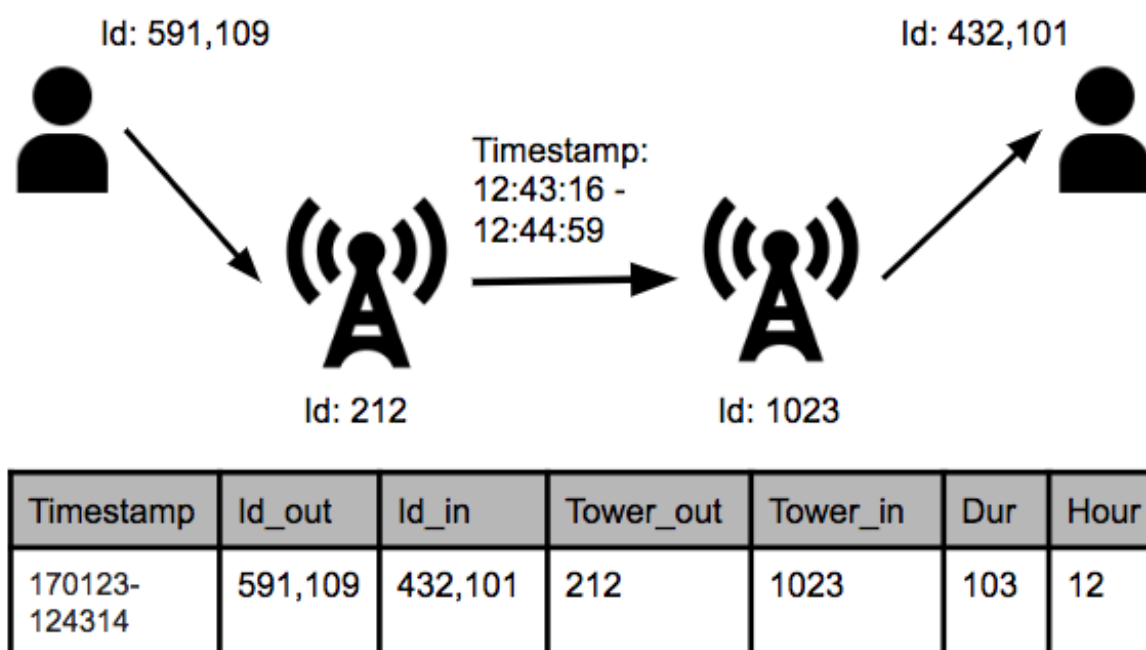 Id: 591,109
Id: 432,101
Timestamp:
12:43:16 -
12:44:59
Id: 212
Id: 1023
Timestamp Id_out Id_in Tower_out Tower_in Dur Hour
170123- 591,109 432,101 212 1023 103 12
124314